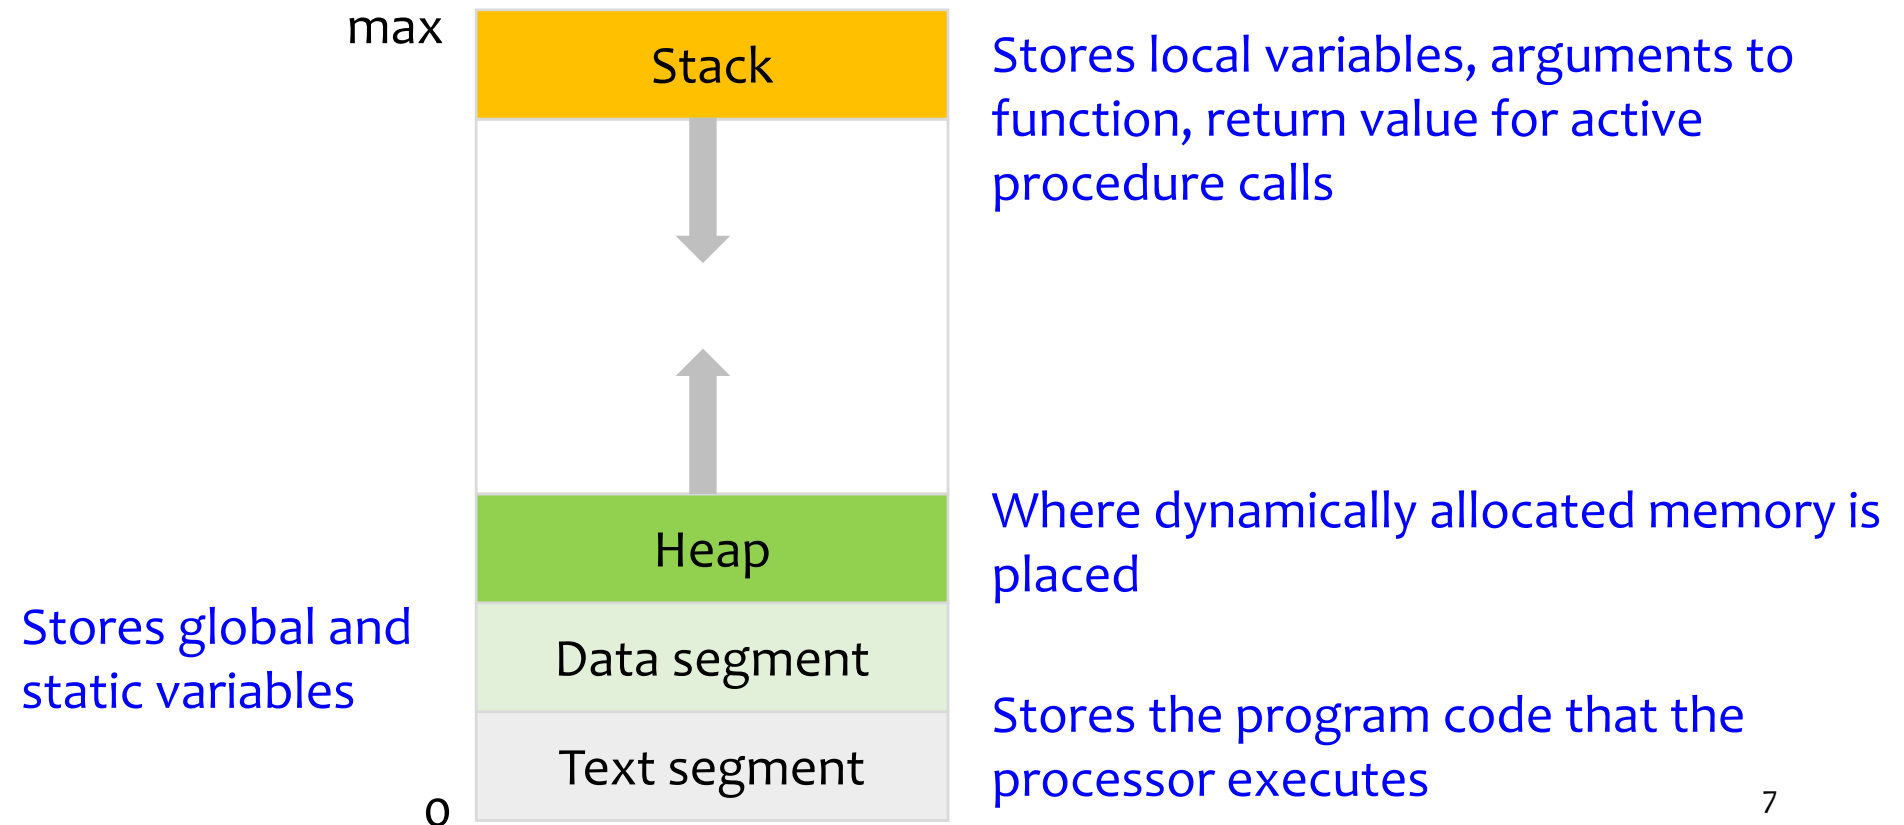 max
Stack
Stores local variables, arguments to
function, return value for active
procedure calls
Heap
Where dynamically allocated memory is
placed
Stores global and
static variables
Data segment
Text segment
Stores the program code that the
processor executes
0
7